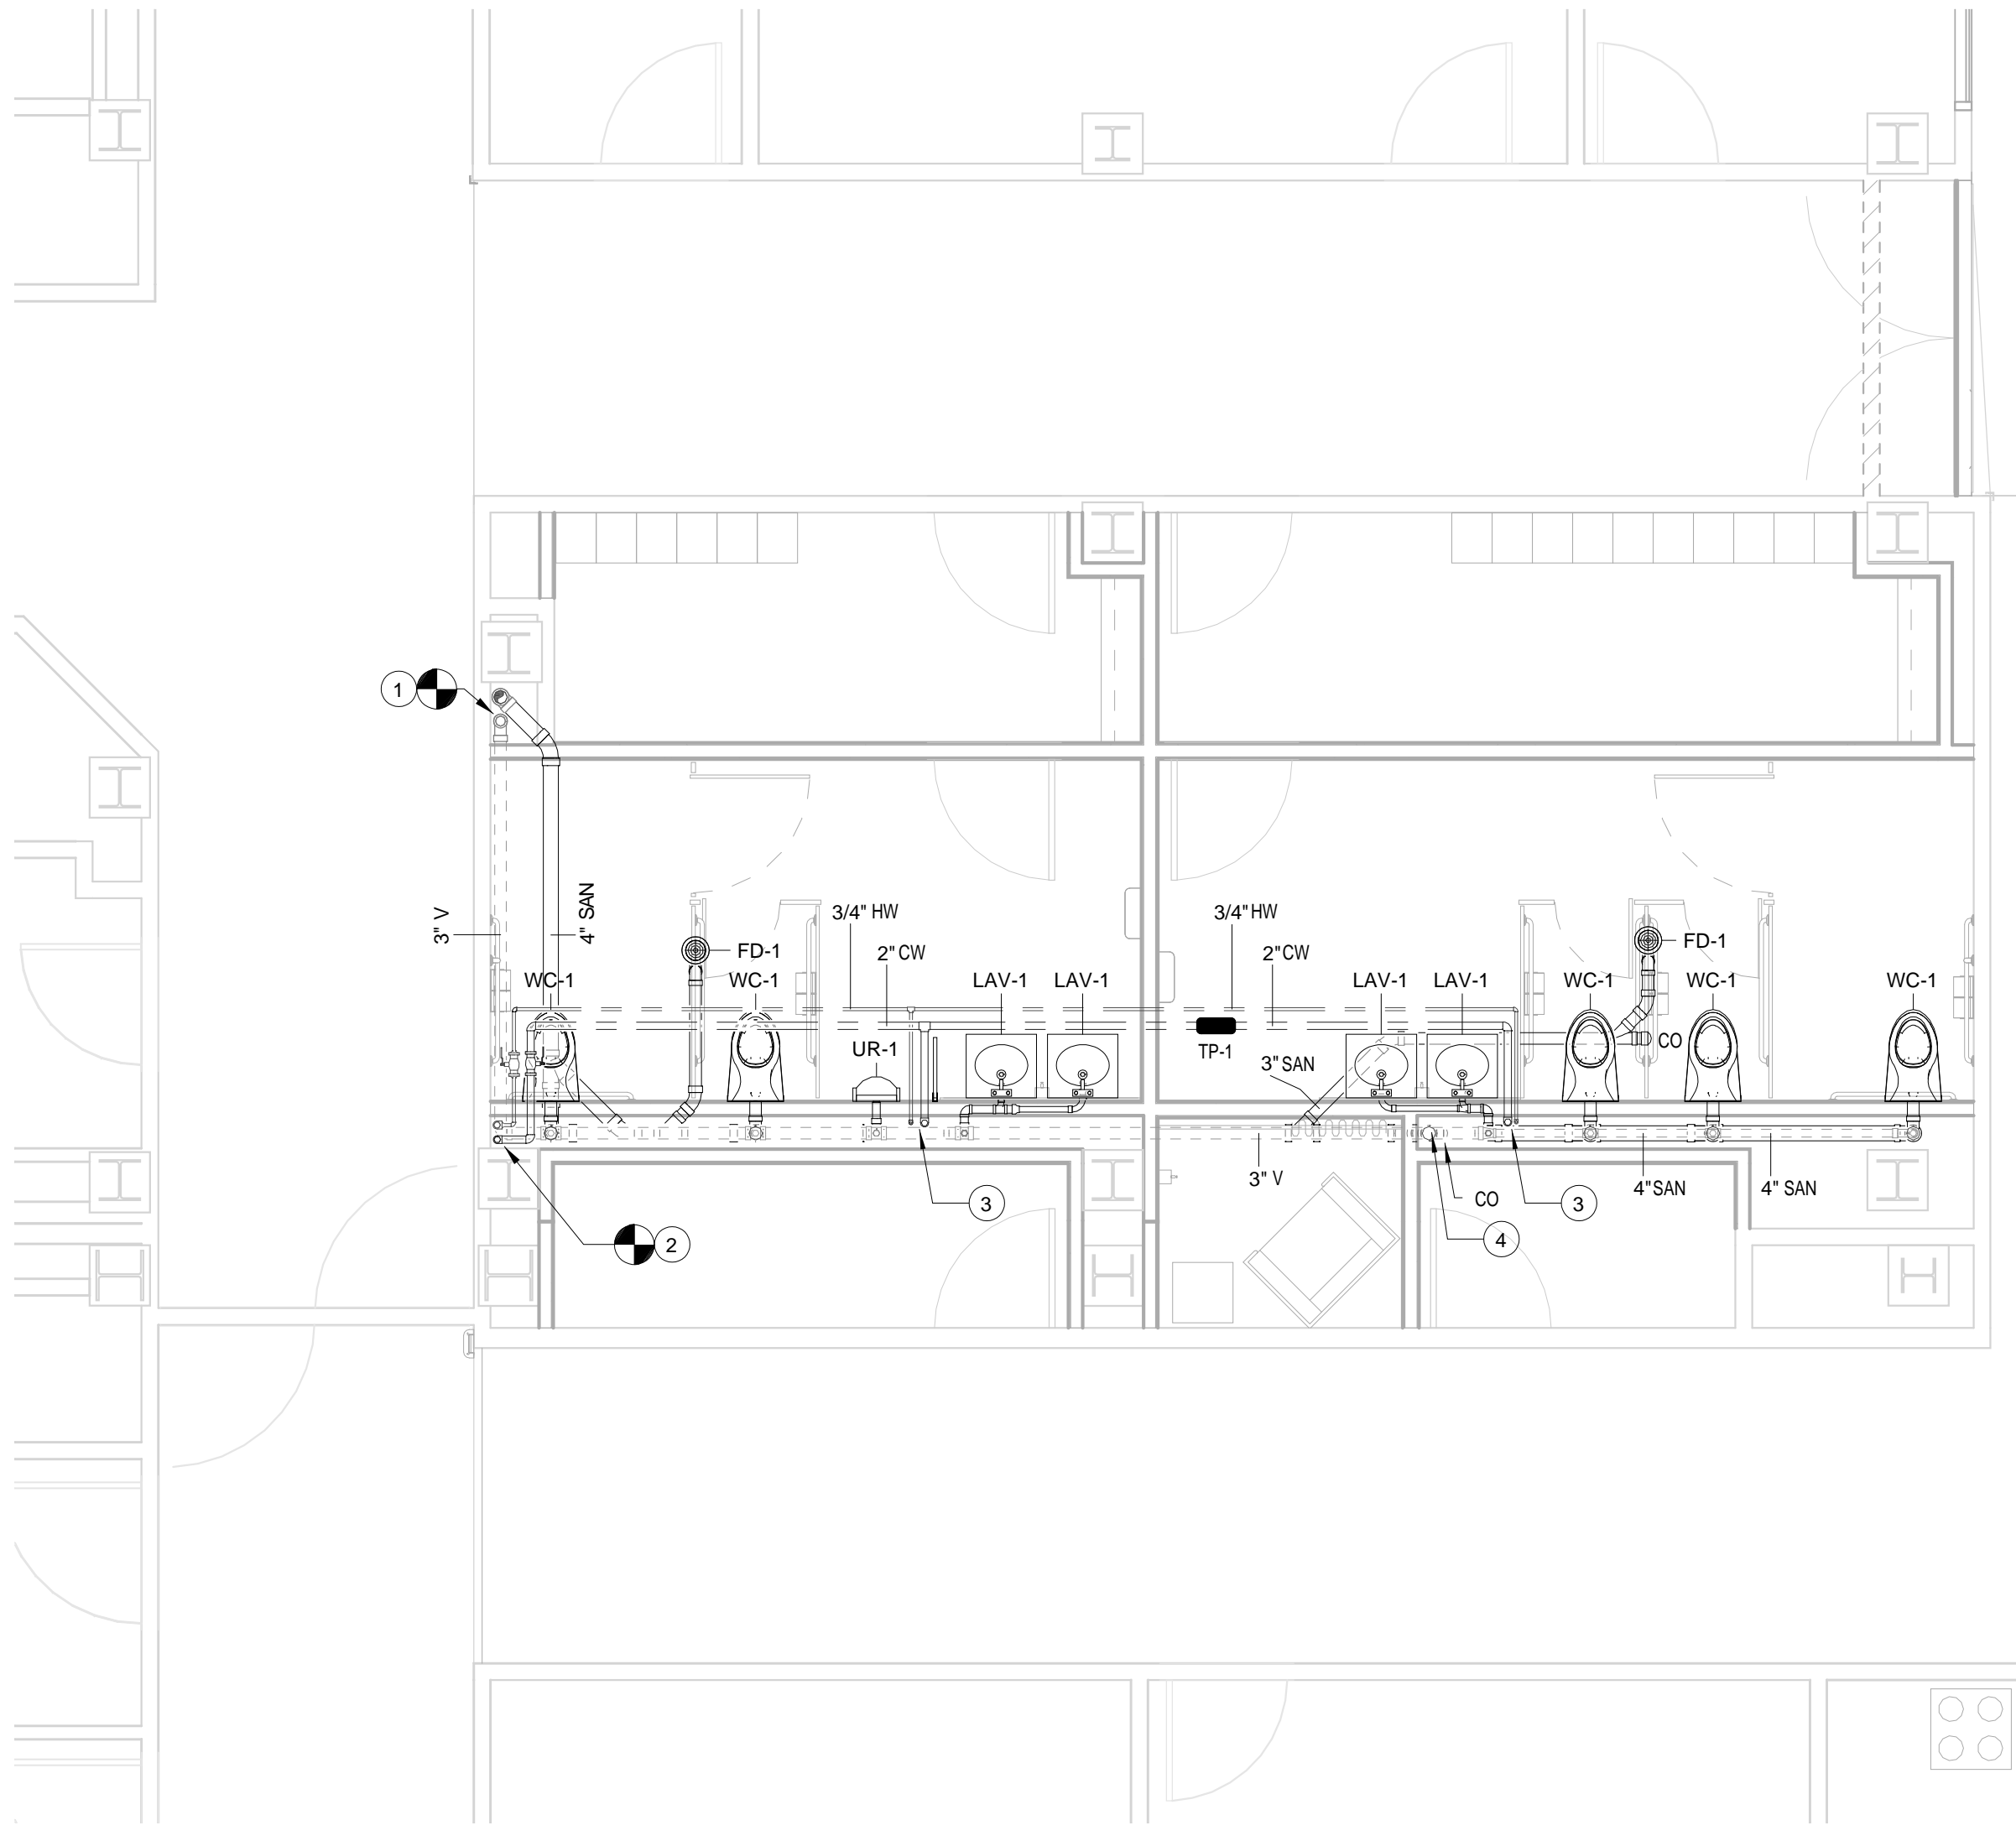 1
3" V
4" SAN
3/4" HW
3/4" HW
2" CW
2" CW
FD-1
FD-1
WC-1
WC-1
LAV-1
LAV-1
LAV-1
LAV-1
WC-1
WC-1
WC-1
UR-1
TP-1
CO
3" SAN
3" V
4" SAN
4" SAN
CO
3
3
2
4